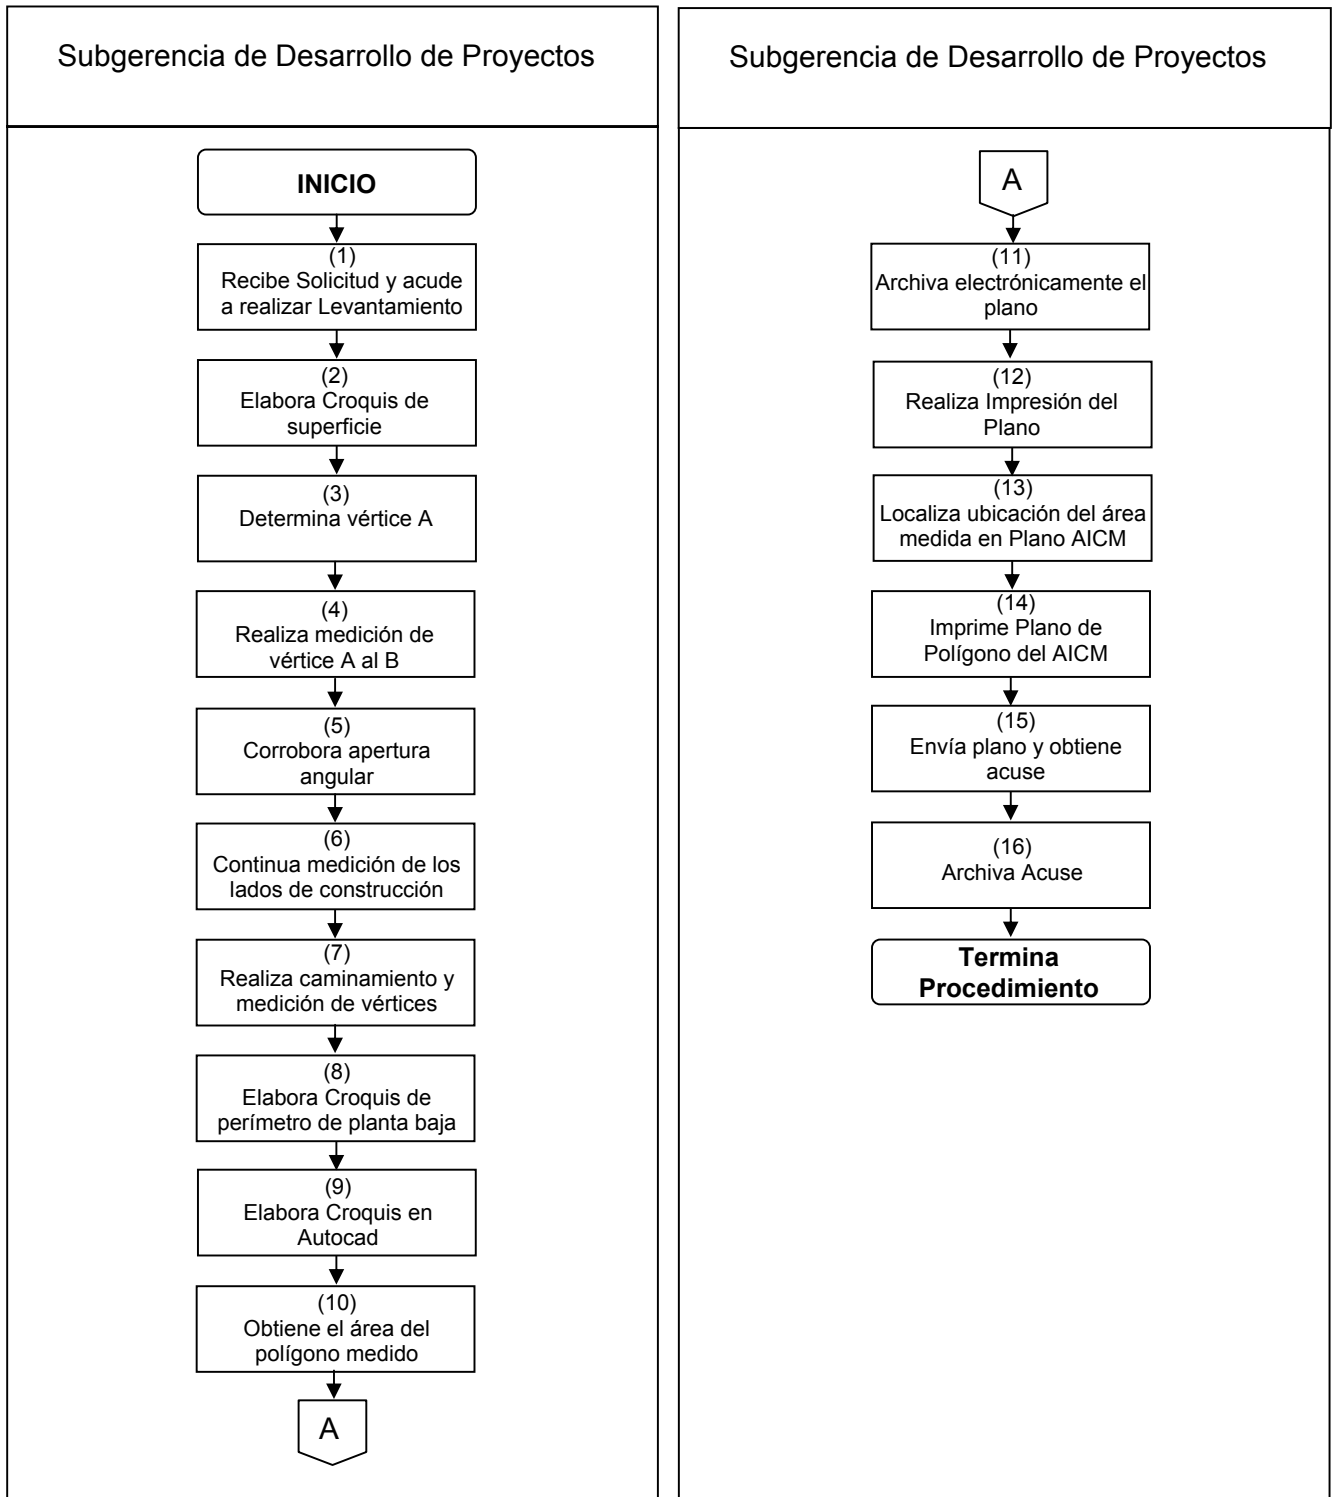 Subgerencia de Desarrollo de Proyectos
INICIO
(1)
Recibe Solicitud y acude
a realizar Levantamiento
(2)
Elabora Croquis de
superficie
(3)
Determina vértice A
(4)
Realiza medición de
vértice A al B
(5)
Corrobora apertura
angular
(6)
Continua medición de los
lados de construcción
(7)
Realiza caminamiento y
medición de vértices
(8)
Elabora Croquis de
perímetro de planta baja
(9)
Elabora Croquis en
Autocad
(10)
Obtiene el área del
polígono medido
A
Subgerencia de Desarrollo de Proyectos
A
(11)
Archiva electrónicamente el
plano
(12)
Realiza Impresión del
Plano
(13)
Localiza ubicación del área
medida en Plano AICM
(14)
Imprime Plano de
Polígono del AICM
(15)
Envía plano y obtiene
acuse
(16)
Archiva Acuse
Termina
Procedimiento